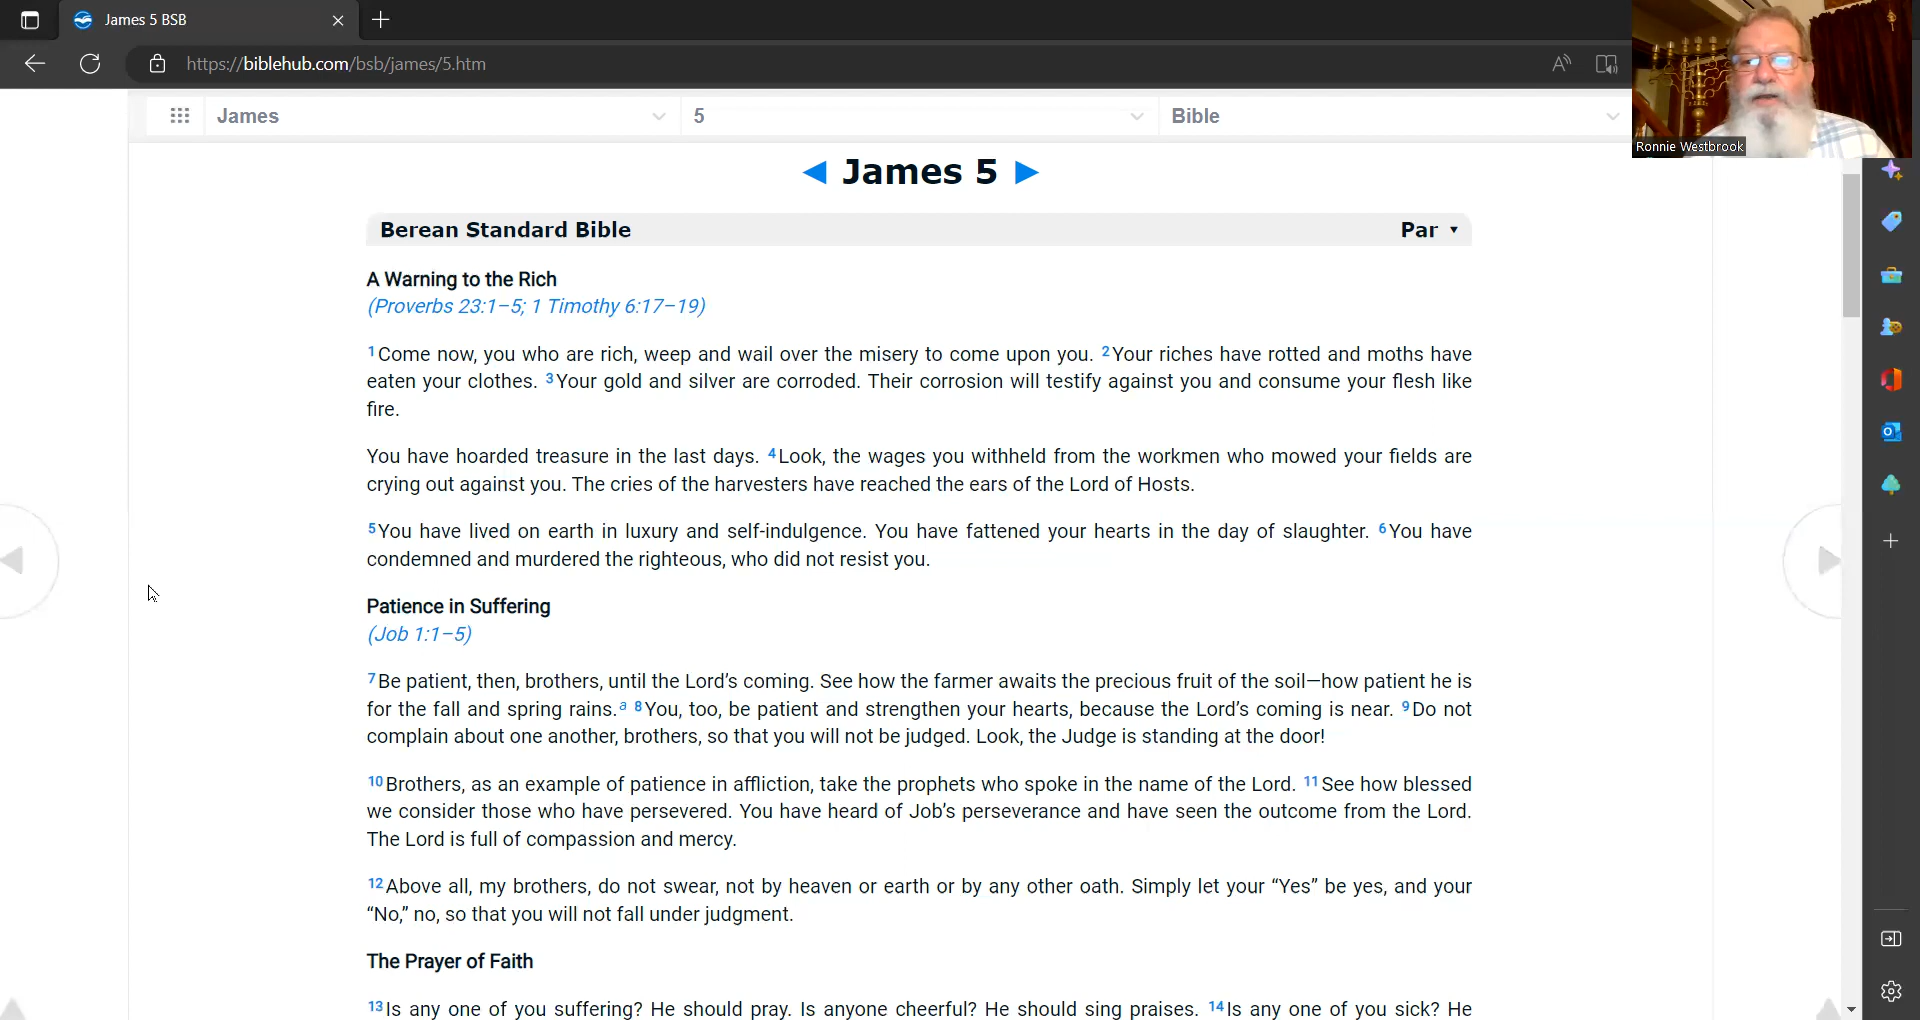 James 5 BSB
https://biblehub.com/bsb/james/5.htm
Ronnie Westbrook
James 5 Bible
James 5
Berean Standard Bible Par
A Warning to the Rich
(Proverbs 23:1–5; 1 Timothy 6:17–19)
1 Come now, you who are rich, weep and wail over the misery to come upon you. 2 Your riches have rotted and moths have
eaten your clothes. 3 Your gold and silver are corroded. Their corrosion will testify against you and consume your flesh like
fire.
You have hoarded treasure in the last days. 4 Look, the wages you withheld from the workmen who mowed your fields are
crying out against you. The cries of the harvesters have reached the ears of the Lord of Hosts.
5 You have lived on earth in luxury and self-indulgence. You have fattened your hearts in the day of slaughter. 6 You have
condemned and murdered the righteous, who did not resist you.
Patience in Suffering
(Job 1:1–5)
7 Be patient, then, brothers, until the Lord’s coming. See how the farmer awaits the precious fruit of the soil—how patient he is
for the fall and spring rains. a 8 You, too, be patient and strengthen your hearts, because the Lord’s coming is near. 9 Do not
complain about one another, brothers, so that you will not be judged. Look, the Judge is standing at the door!
10 Brothers, as an example of patience in affliction, take the prophets who spoke in the name of the Lord. 11 See how blessed
we consider those who have persevered. You have heard of Job’s perseverance and have seen the outcome from the Lord.
The Lord is full of compassion and mercy.
12 Above all, my brothers, do not swear, not by heaven or earth or by any other oath. Simply let your “Yes” be yes, and your
“No,” no, so that you will not fall under judgment.
The Prayer of Faith
13 Is any one of you suffering? He should pray. Is anyone cheerful? He should sing praises. 14 Is any one of you sick? He